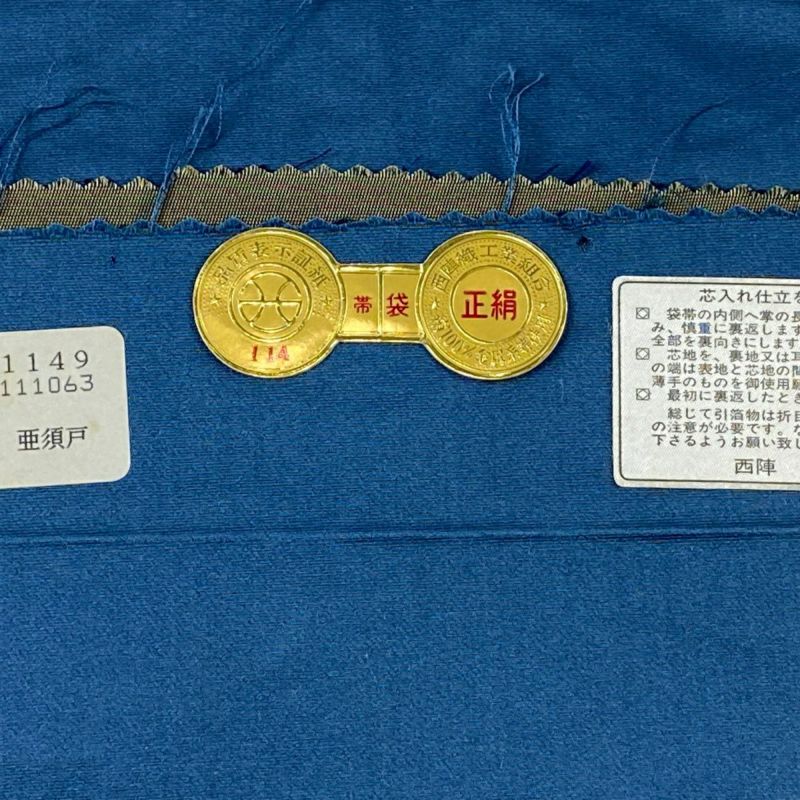 品質表示証紙
114
帯 袋
西陣織工業組合
正絹
1149
111063
亜須戸
芯入れ仕立を
袋帯の内側へ掌の長
み、慎重に裏返します
全部を裏向きにします
芯地を、裏地又は耳
の端は表地と芯地の間
薄手のものを御使用願
最初に裏返したとき
総じて引箔物は折目
の注意が必要です。な
下さるようお願い致し
西陣